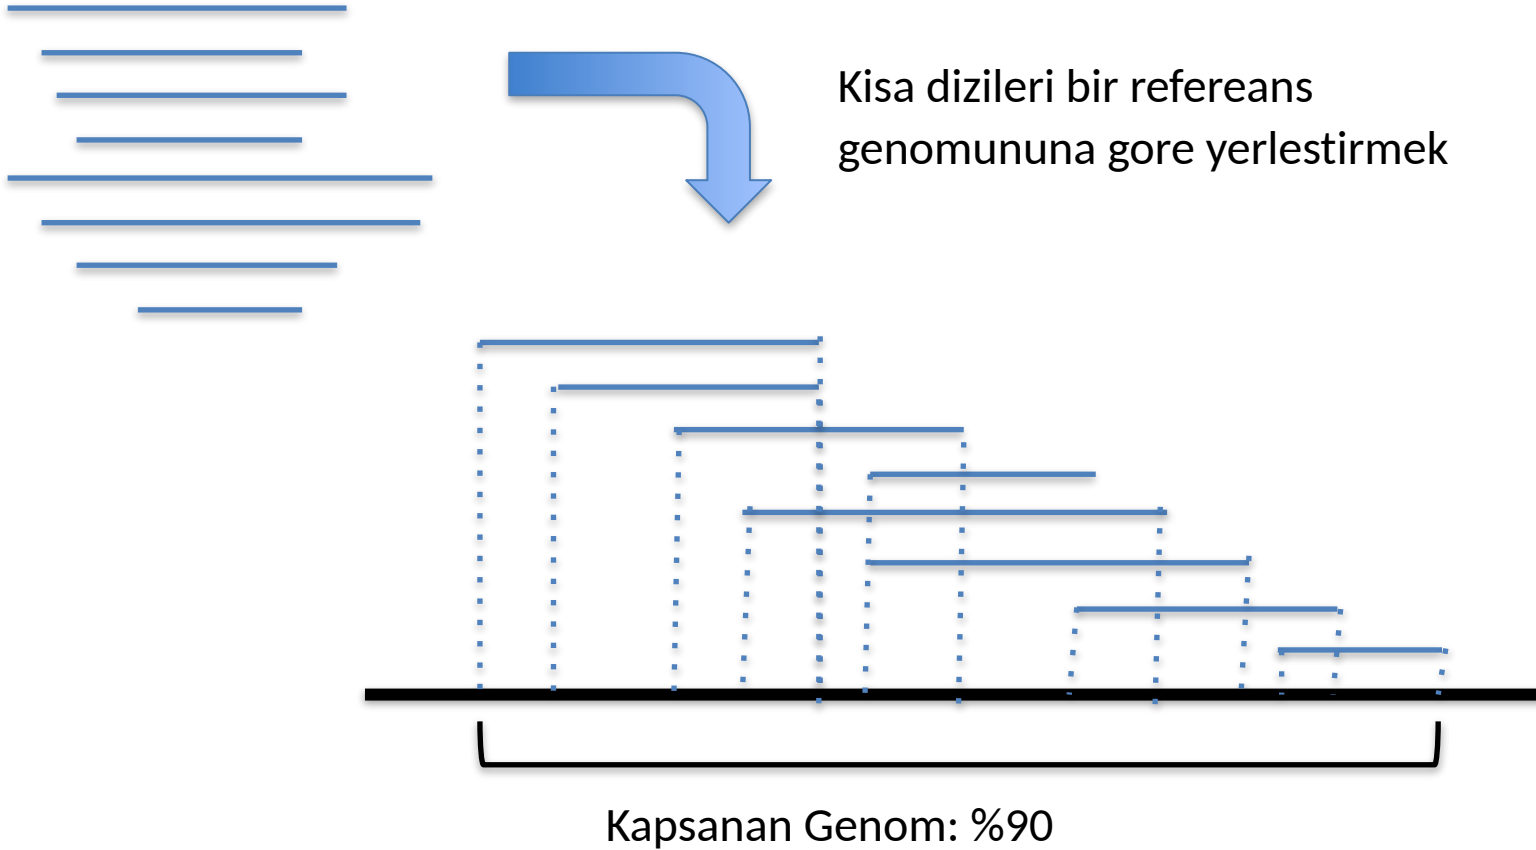 Kisa dizileri bir refereans
genomununa gore yerlestirmek
Kapsanan Genom: %90